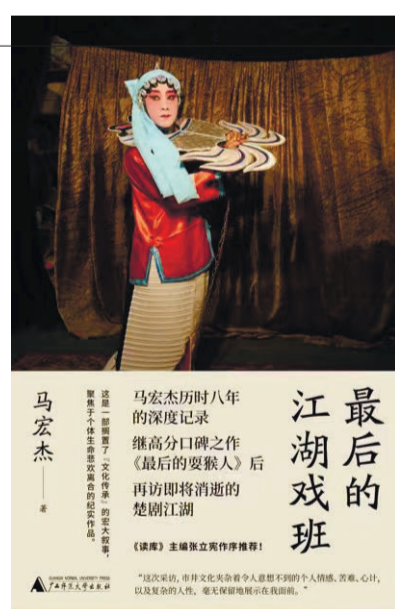 最后的
江湖戏班
马宏杰历时八年
的深度记录
继高分口碑之作
《最后的耍猴人》后
再访即将消逝的
楚剧江湖
《读库》主编张立宪作序推荐！
这是一部搁置了“文化传承”的宏大叙事，
聚焦于个体生命悲欢离合的纪实作品。
马宏杰——著
“这次采访，市井文化夹杂着令人意想不到的个人情感、苦难、心计，
以及复杂的人性，毫无保留地展示在我面前。”
GUANGXI NORMAL UNIVERSITY PRESS
广西师范大学出版社